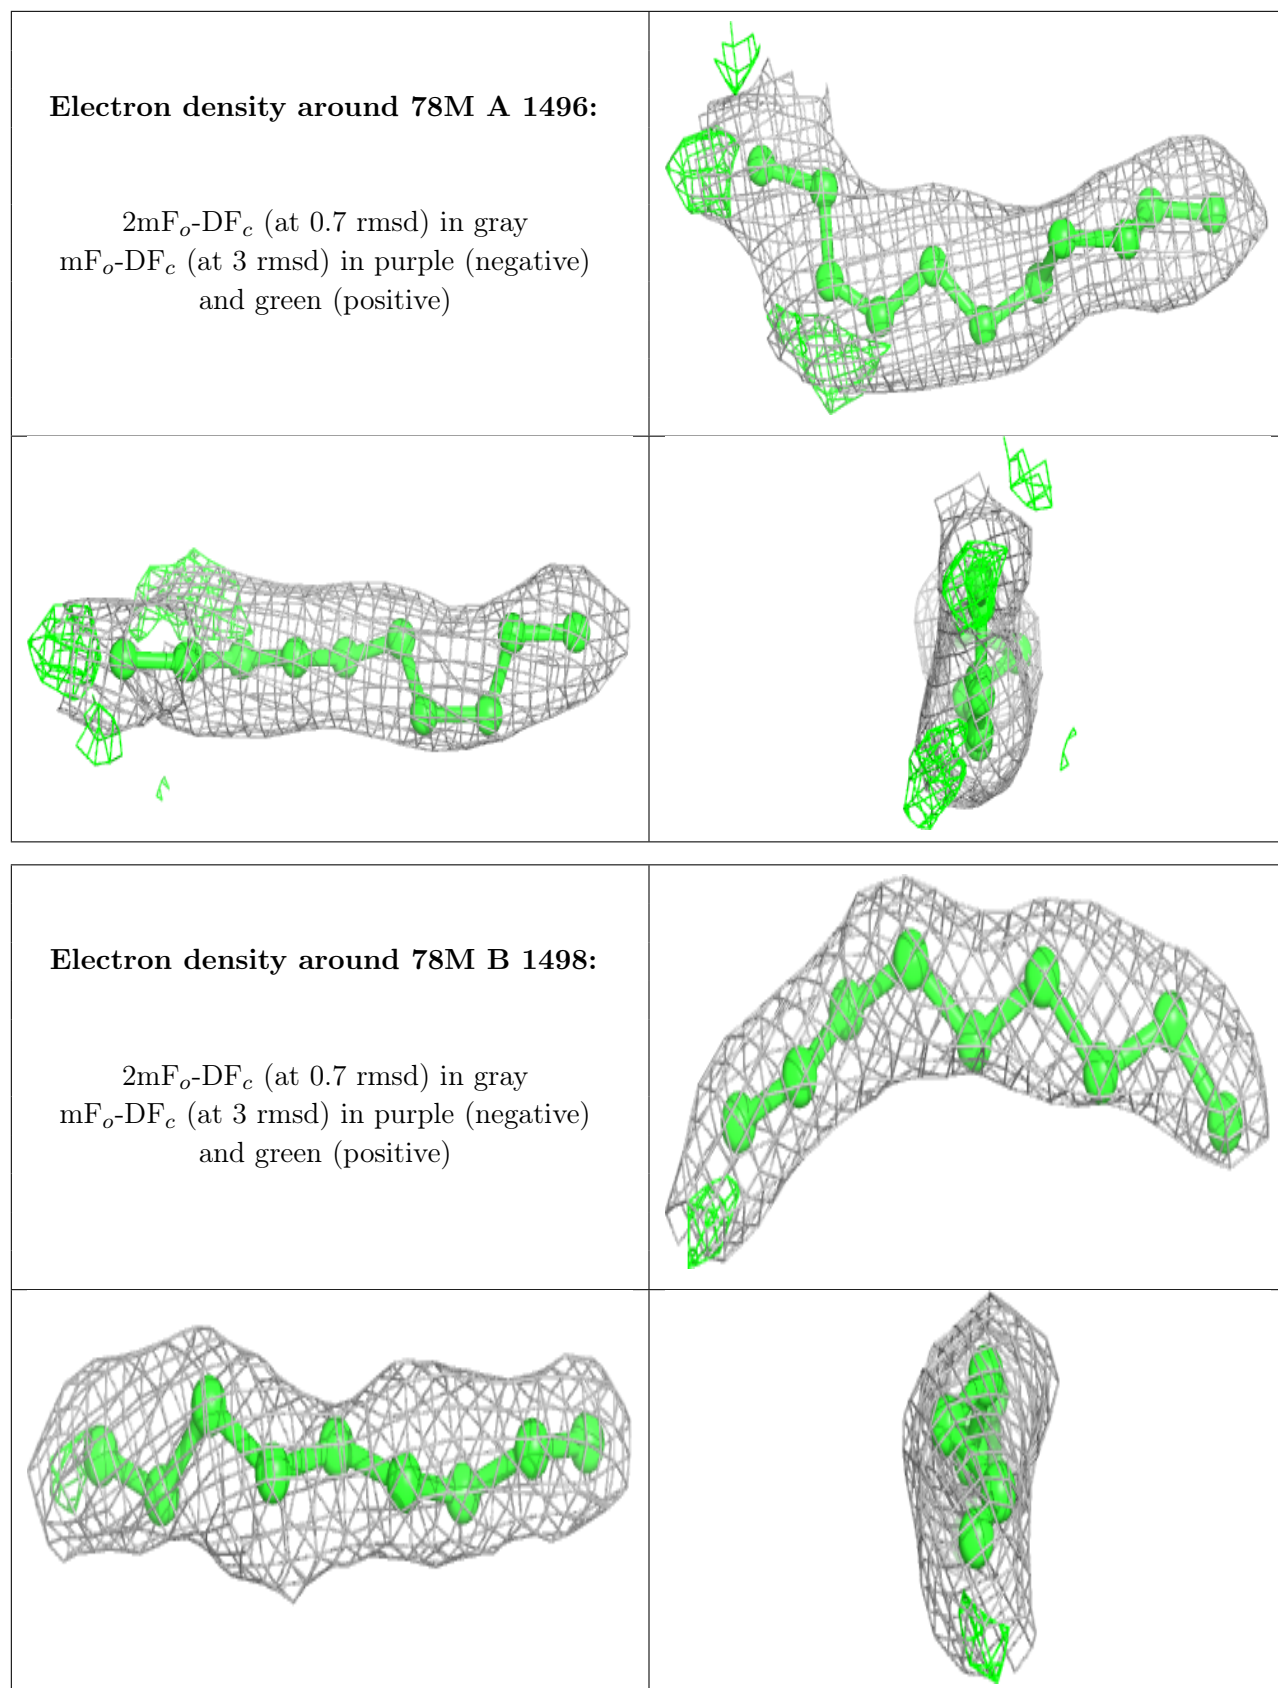 Electron density around 78M A 1496:
2mFo-DFc (at 0.7 rmsd) in gray
mFo-DFc (at 3 rmsd) in purple (negative)
and green (positive)
Electron density around 78M B 1498:
2mFo-DFc (at 0.7 rmsd) in gray
mFo-DFc (at 3 rmsd) in purple (negative)
and green (positive)